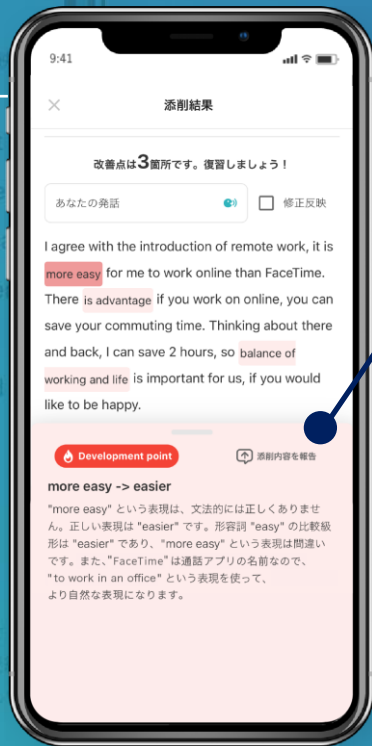 9:41
添削結果
改善点は3箇所です。復習しましょう！
あなたの発話
修正反映
I agree with the introduction of remote work, it is
more easy for me to work online than FaceTime.
There is advantage if you work on online, you can
save your commuting time. Thinking about there
and back, I can save 2 hours, so balance of
working and life is important for us, if you would
like to be happy.
Development point
添削内容を報告
more easy -> easier
"more easy" という表現は、文法的には正しくありませ
ん。正しい表現は "easier" です。形容詞 "easy" の比較級
形は "easier" であり、"more easy" という表現は間違い
です。また、"FaceTime" は通話アプリの名前なので、
"to work in an office" という表現を使って、
より自然な表現になります。